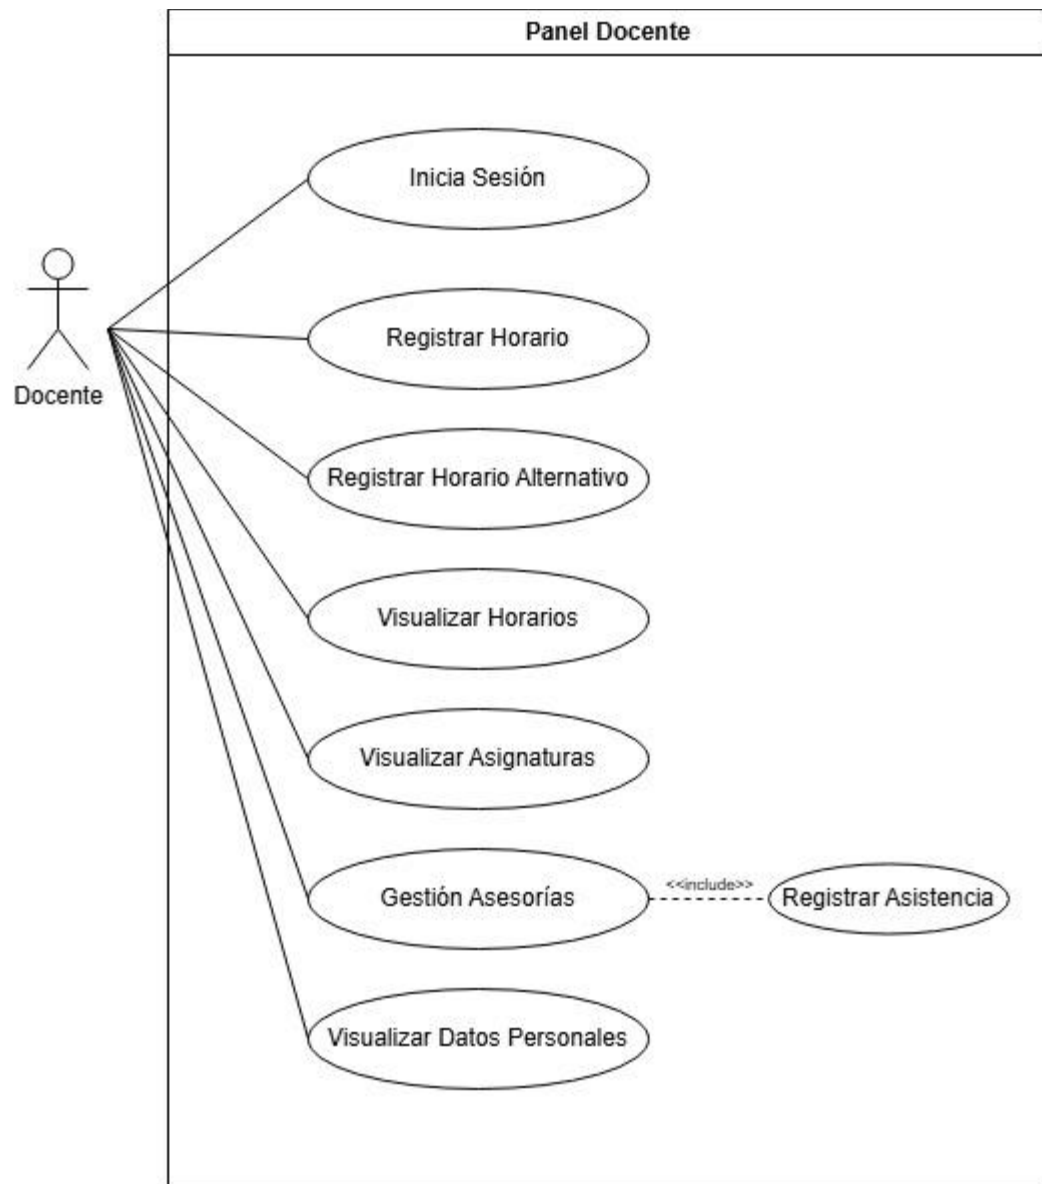 Panel Docente
Inicia Sesión
Registrar Horario
Docente
Registrar Horario Alternativo
Visualizar Horarios
Visualizar Asignaturas
Gestión Asesorías
<<include>>
Registrar Asistencia
Visualizar Datos Personales